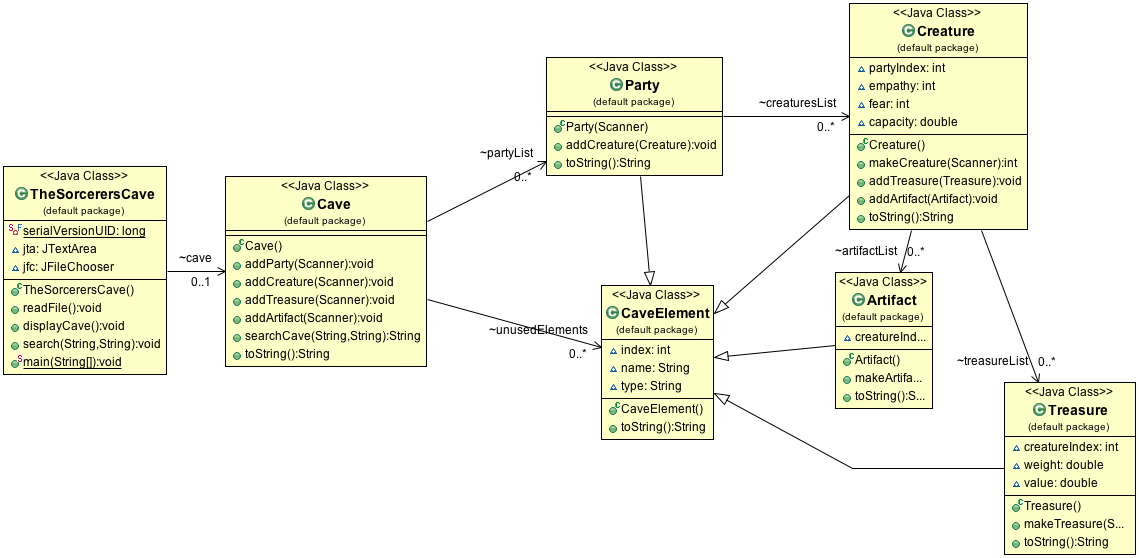 <<Java Class>>
TheSorcerersCave
(default package)
serialVersionUID: long
jta: JTextArea
jfc: JFileChooser
TheSorcerersCave()
readFile():void
displayCave():void
search(String,String):void
main(String[]):void
~cave
0..1
<<Java Class>>
Cave
(default package)
Cave()
addParty(Scanner):void
addCreature(Scanner):void
addTreasure(Scanner):void
addArtifact(Scanner):void
searchCave(String,String):String
toString():String
~partyList
0..*
~unusedElements
0..*
<<Java Class>>
Party
(default package)
Party(Scanner)
addCreature(Creature):void
toString():String
~creaturesList
0..*
<<Java Class>>
CaveElement
(default package)
index: int
name: String
type: String
CaveElement()
toString():String
<<Java Class>>
Creature
(default package)
partyIndex: int
empathy: int
fear: int
capacity: double
Creature()
makeCreature(Scanner):int
addTreasure(Treasure):void
addArtifact(Artifact):void
toString():String
~artifactList
0..*
<<Java Class>>
Artifact
(default package)
creatureInd...
Artifact()
makeArtifa...
toString():S...
~treasureList
0..*
<<Java Class>>
Treasure
(default package)
creatureIndex: int
weight: double
value: double
Treasure()
makeTreasure(S...
toString():String